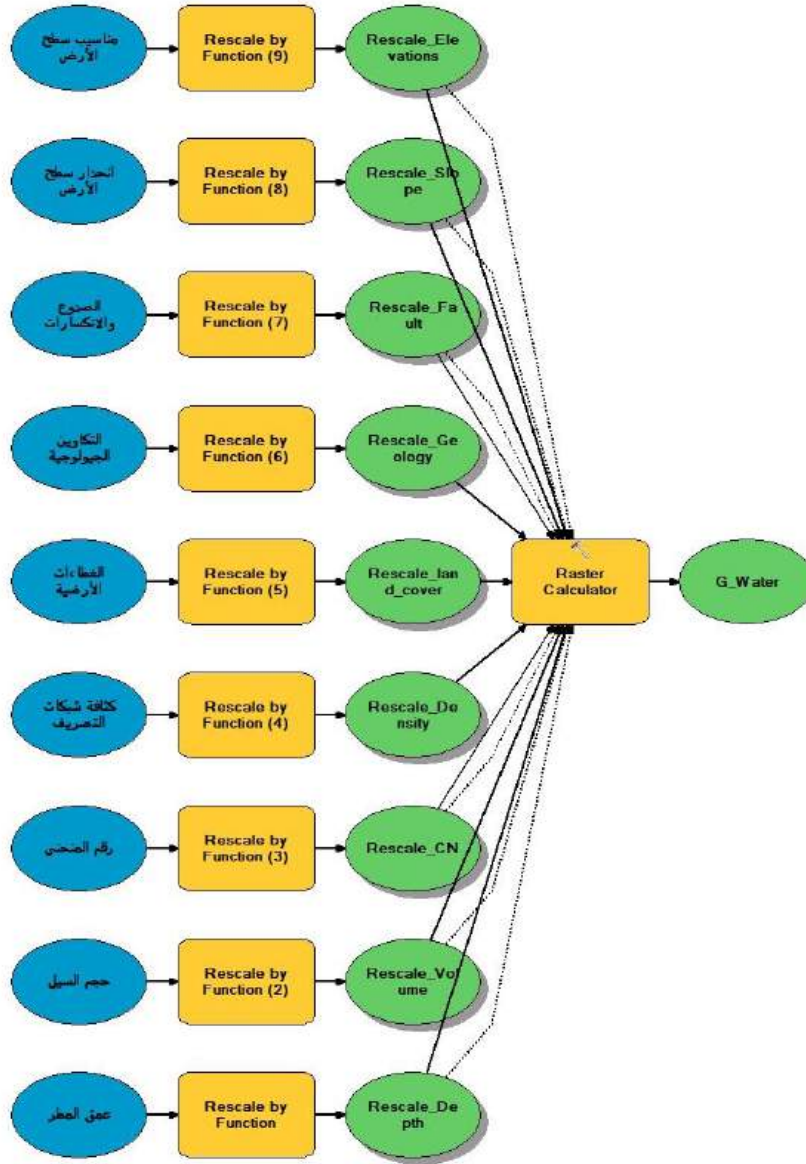 مناسيب سطح
الأرض
Rescale by
Function (9)
Rescale_Ele
vations
انحدار سطح
الأرض
Rescale by
Function (8)
Rescale_Slo
pe
الصدوع
والانكسارات
Rescale by
Function (7)
Rescale_Fa
ult
التكاوين
الجيولوجية
Rescale by
Function (6)
Rescale_Ge
ology
الغطاءات
الأرضية
Rescale by
Function (5)
Rescale_lan
d_cover
Raster
Calculator
G_Water
كثافة شبكات
التصريف
Rescale by
Function (4)
Rescale_De
nsity
رقم المنحنى
Rescale by
Function (3)
Rescale_CN
حجم السيل
Rescale by
Function (2)
Rescale_Vol
ume
عمق المطر
Rescale by
Function
Rescale_De
pth